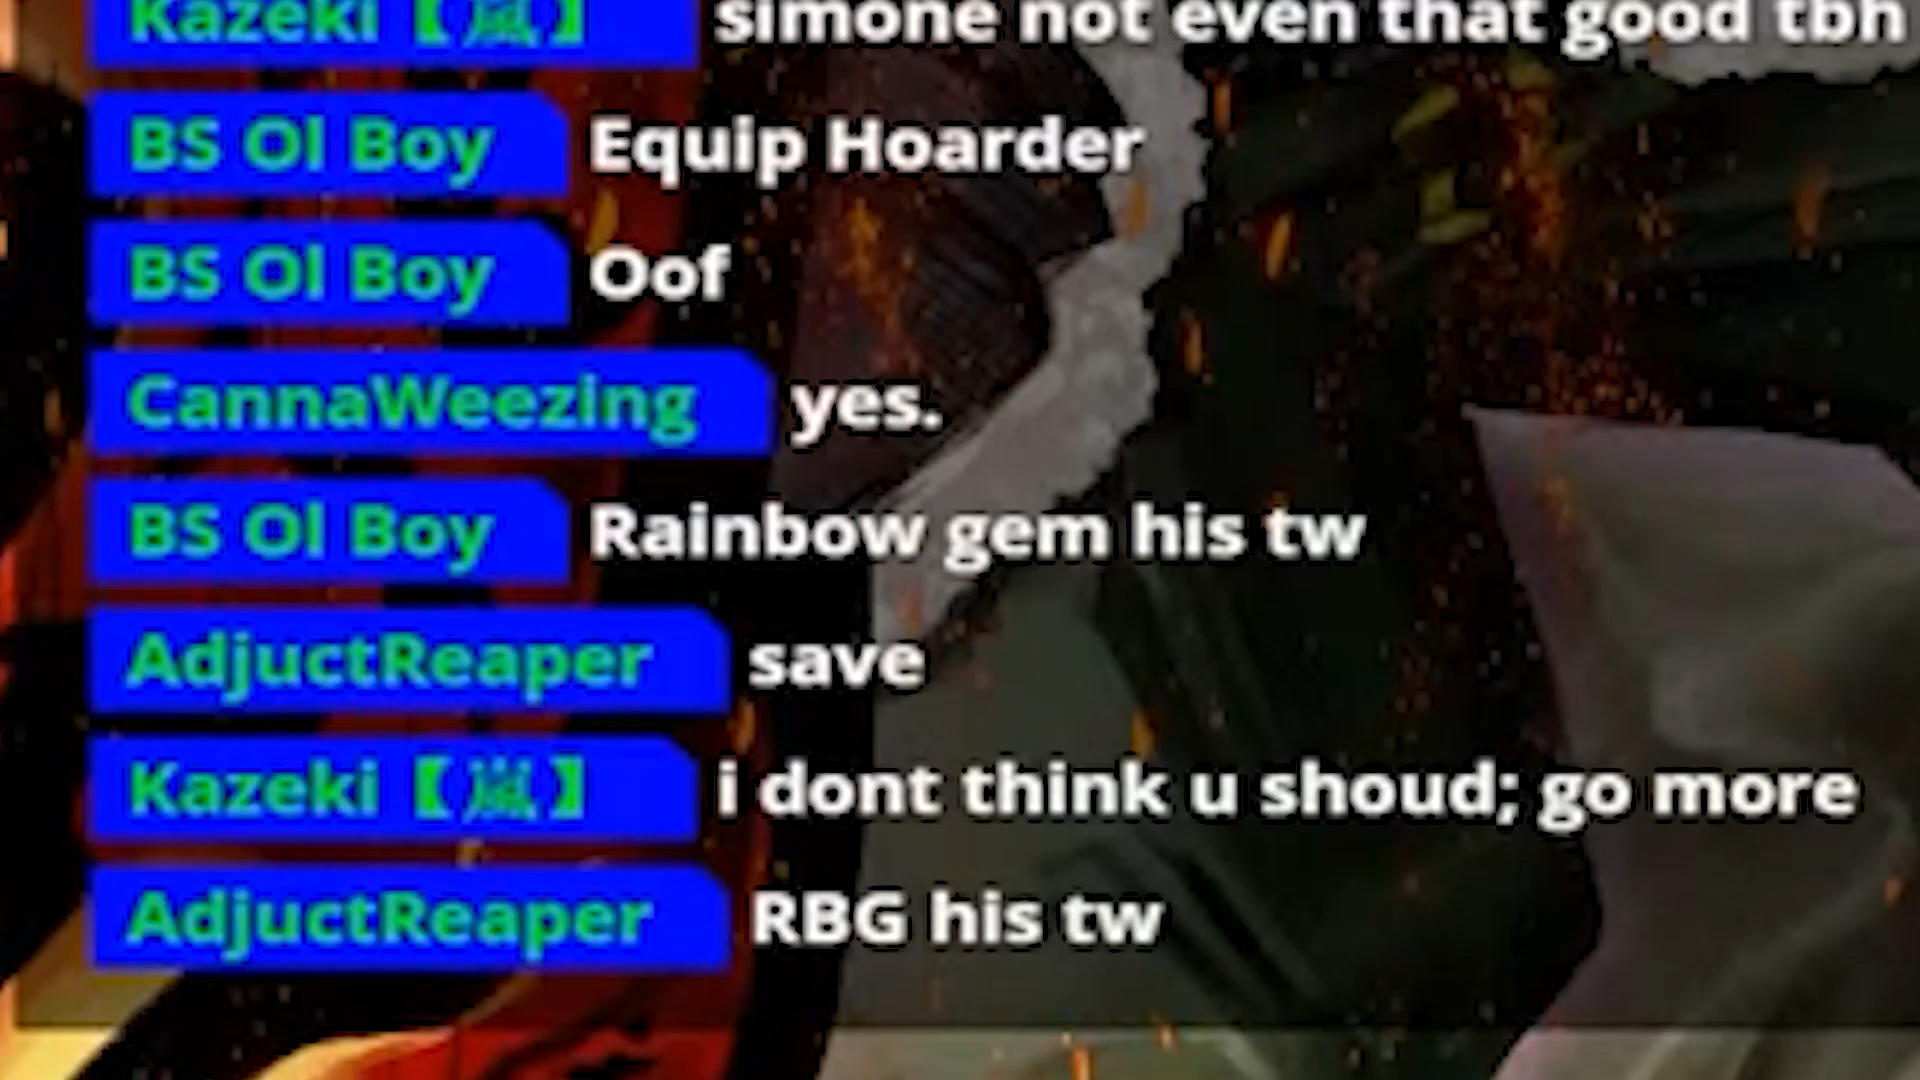 Kazeki【嵐】 simone not even that good tbh
BS Ol Boy Equip Hoarder
BS Ol Boy Oof
CannaWeezing yes.
BS Ol Boy Rainbow gem his tw
AdjuctReaper save
Kazeki【嵐】 i dont think u shoud; go more
AdjuctReaper RBG his tw